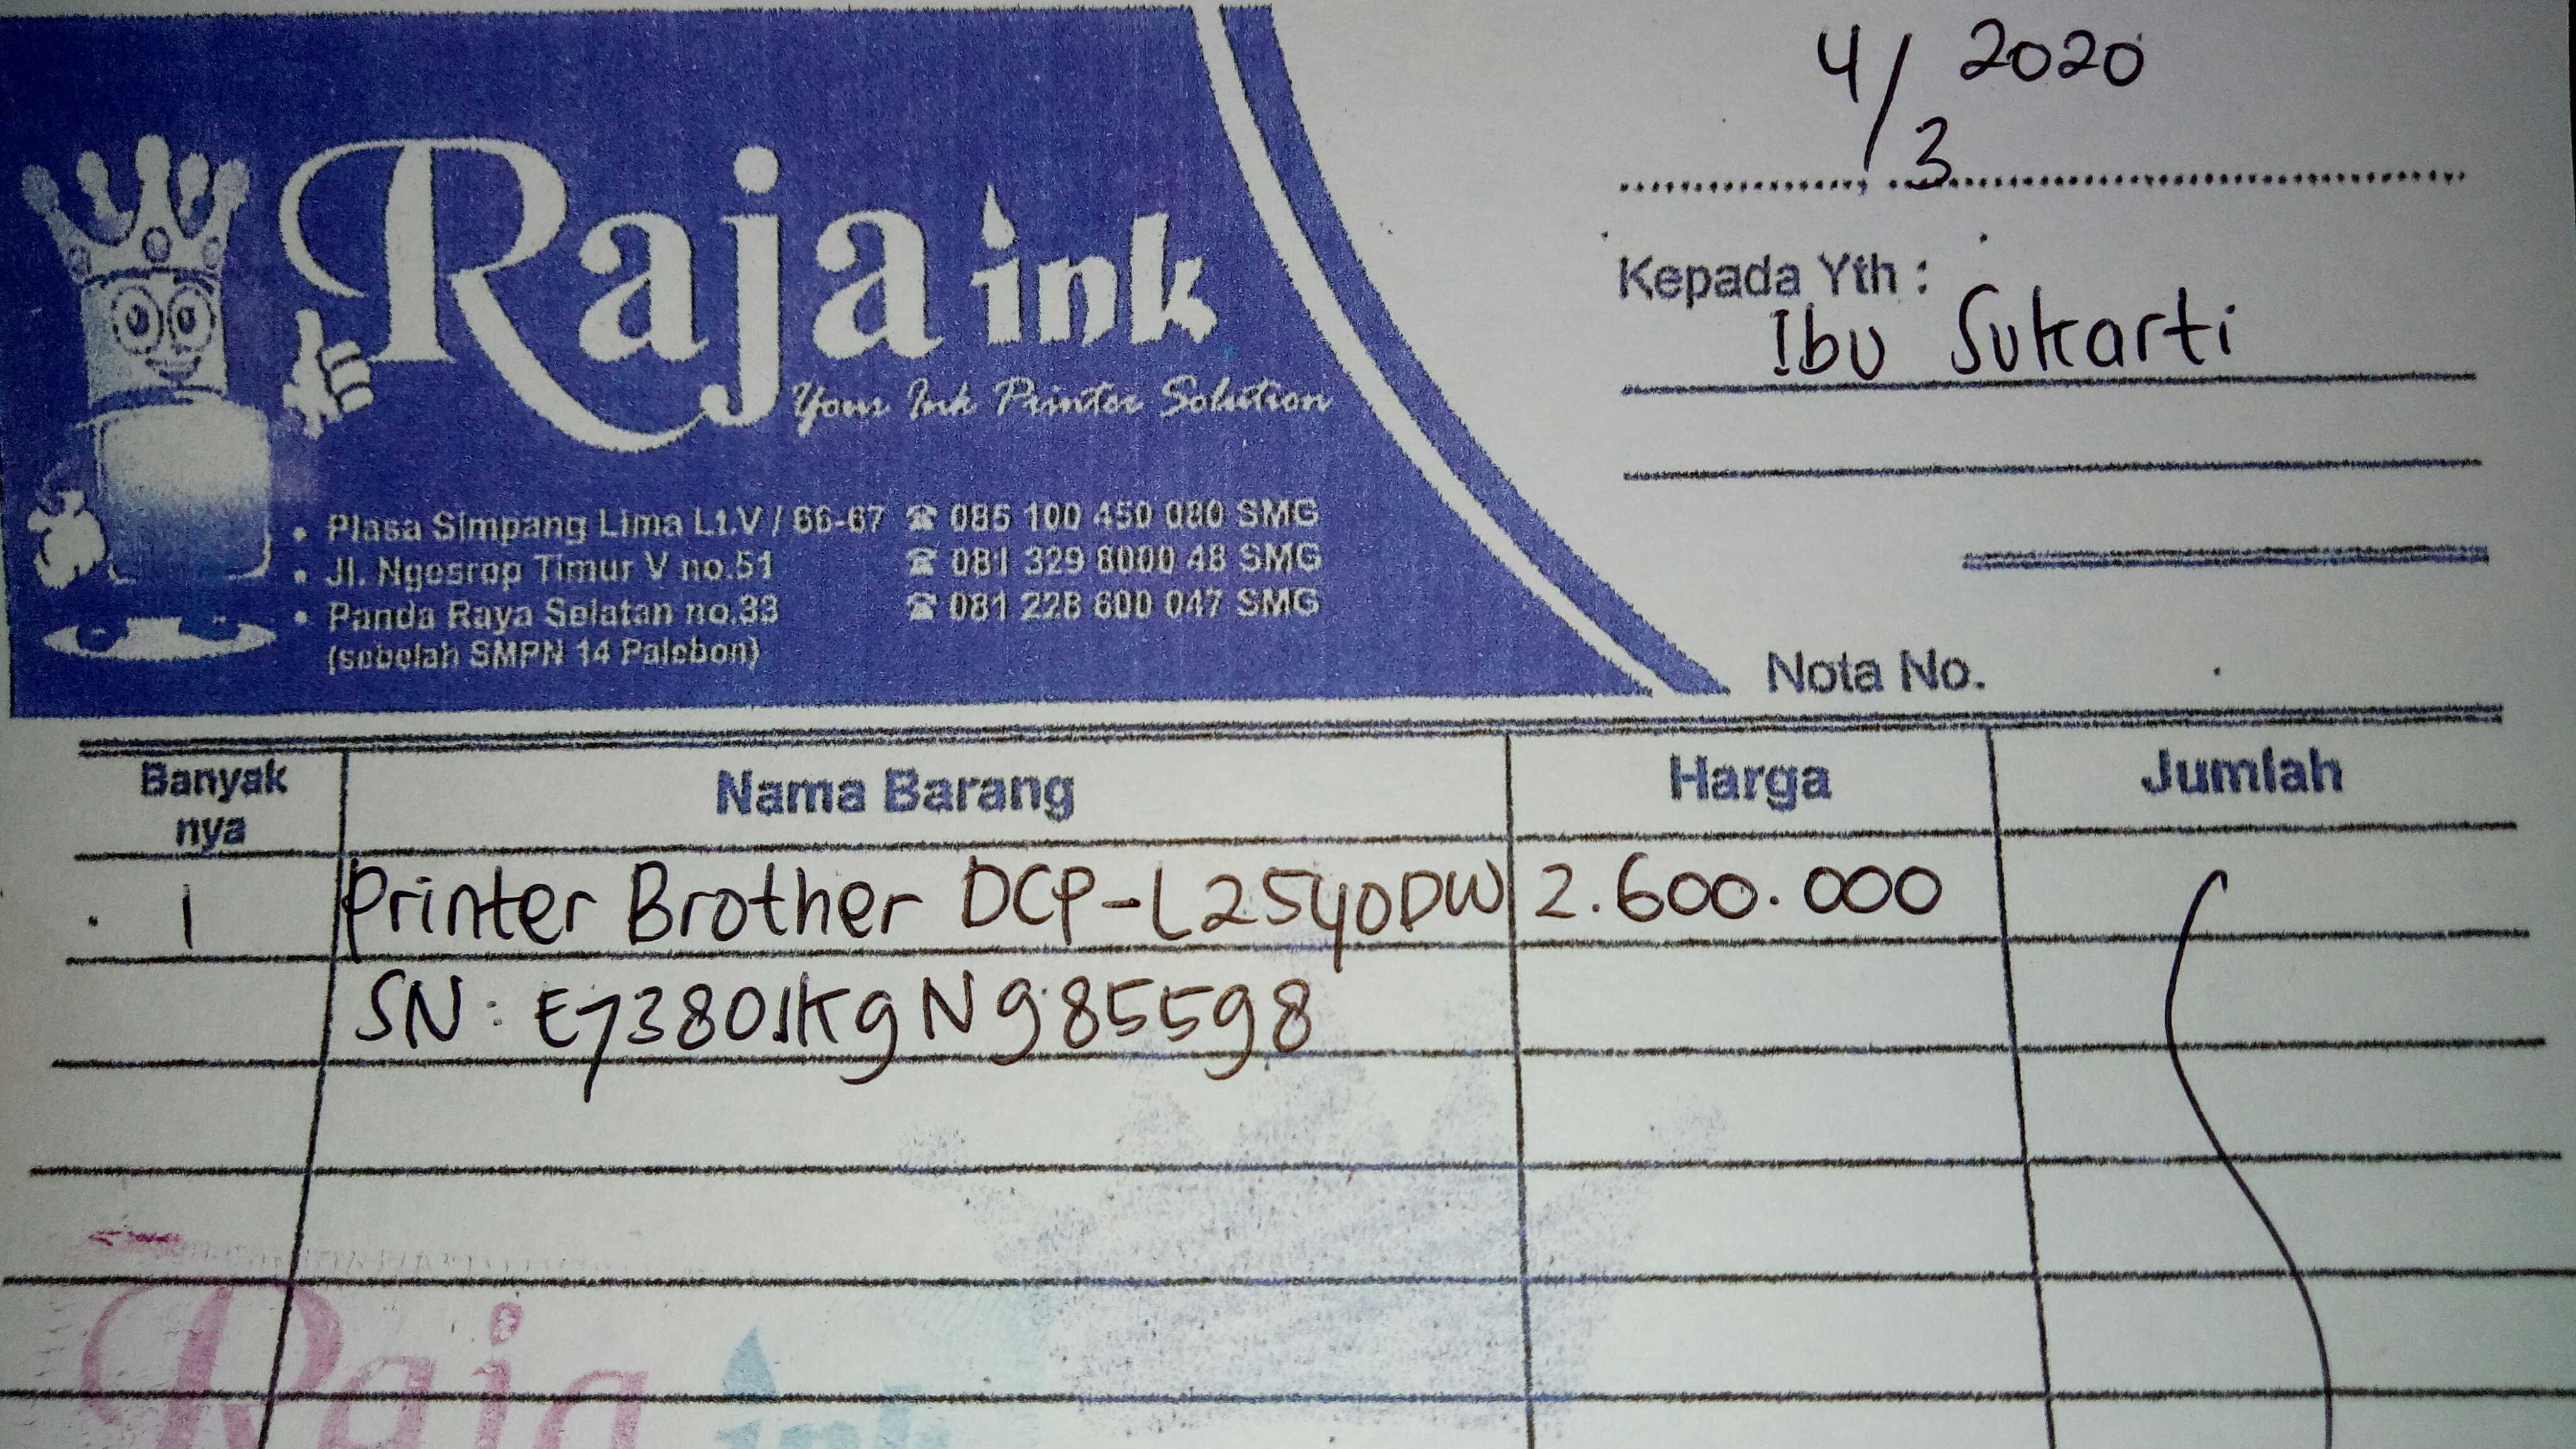 4/3 2020
Raja ink
Your Ink Printer Solution
• Plasa Simpang Lima Lt.V / 66-67 ☎ 085 100 450 080 SMG
• Jl. Ngesrep Timur V no.51 ☎ 081 329 8000 48 SMG
• Panda Raya Selatan no.33 ☎ 081 228 600 047 SMG
(sebelah SMPN 14 Palebon)
Kepada Yth :
Ibu Sukarti
Nota No.
Banyak nya Nama Barang Harga Jumlah
1 Printer Brother DCP-L2540DW 2.600.000
SN: E73801K9N985598
Raja Ink